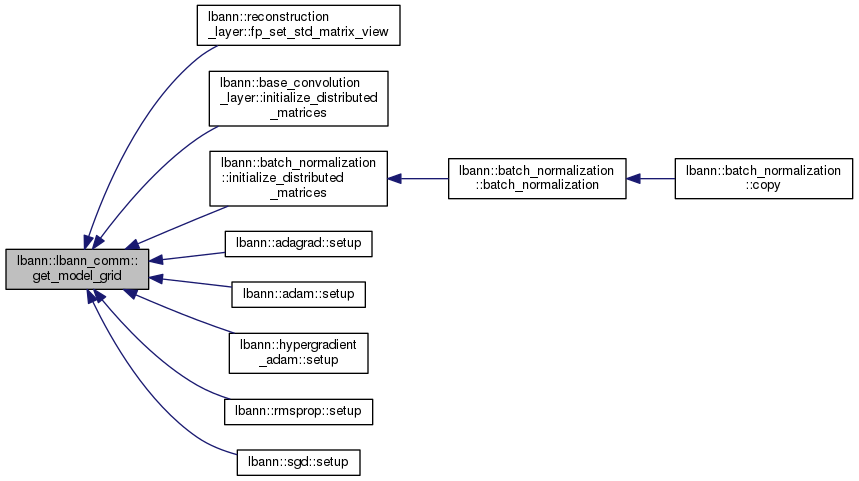 lbann::reconstruction
_layer::fp_set_std_matrix_view
lbann::base_convolution
_layer::initialize_distributed
_matrices
lbann::batch_normalization
::initialize_distributed
_matrices
lbann::batch_normalization
::batch_normalization
lbann::batch_normalization
::copy
lbann::adagrad::setup
lbann::lbann_comm::
get_model_grid
lbann::adam::setup
lbann::hypergradient
_adam::setup
lbann::rmsprop::setup
lbann::sgd::setup